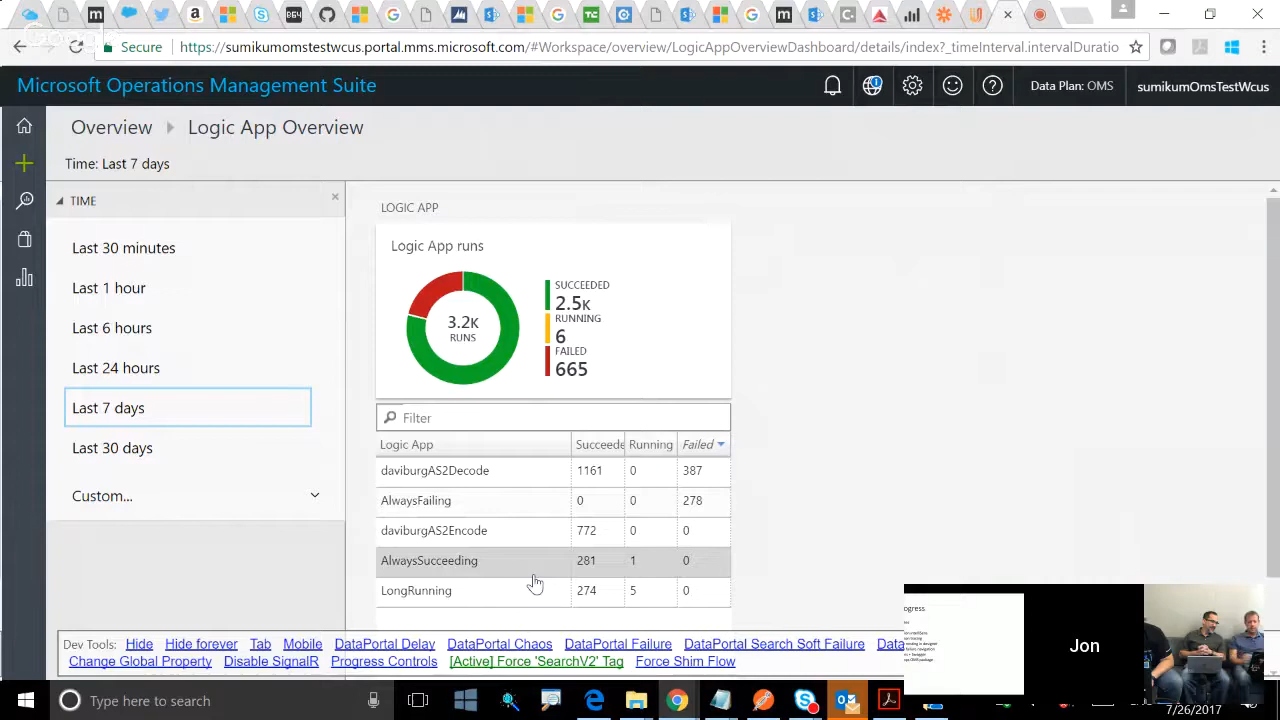 Secure https://sumikumomstestwcus.portal.mms.microsoft.com/#Workspace/overview/LogicAppOverviewDashboard/details/index?_timeInterval.intervalDuratio
Microsoft Operations Management Suite
Data Plan: OMS
sumikumOmsTestWcus
Overview
Logic App Overview
Time: Last 7 days
TIME
Last 30 minutes
Last 1 hour
Last 6 hours
Last 24 hours
Last 7 days
Last 30 days
Custom...
LOGIC APP
Logic App runs
3.2K
RUNS
SUCCEEDED
2.5K
RUNNING
6
FAILED
665
Filter
Logic App Succeede Running Failed
daviburgAS2Decode 1161 0 387
AlwaysFailing 0 0 278
daviburgAS2Encode 772 0 0
AlwaysSucceeding 281 1 0
LongRunning 274 5 0
Dev Tools: Hide Hide forever Tab Mobile DataPortal Delay DataPortal Chaos DataPortal Failure DataPortal Search Soft Failure Data
Change Global Property Disable SignalR Progress Controls [Active] Force 'SearchV2' Tag Force Shim Flow
ogress
Jon
Type here to search
7/26/2017